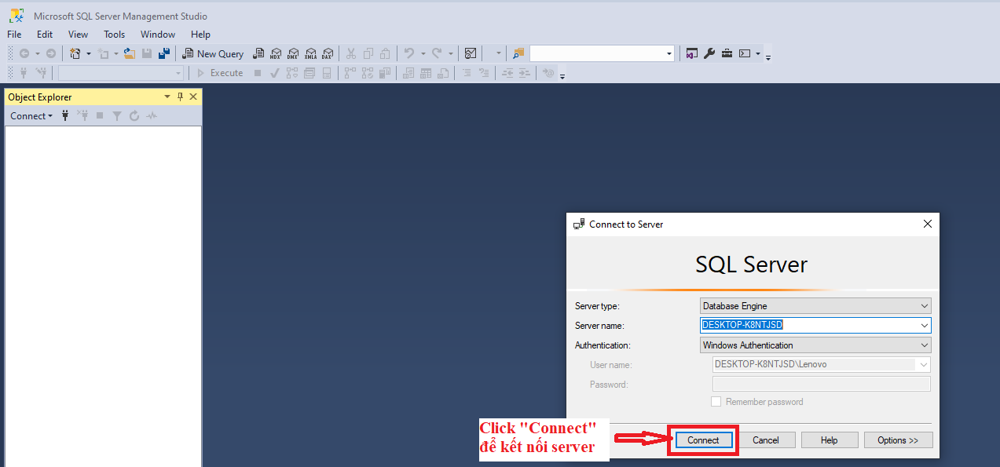 Microsoft SQL Server Management Studio
File Edit View Tools Window Help
New Query MDX DMX XMLA DAX
Execute
Object Explorer
Connect
Connect to Server
SQL Server
Server type: Database Engine
Server name: DESKTOP-K8NTJSD
Authentication: Windows Authentication
User name: DESKTOP-K8NTJSD\Lenovo
Password:
Remember password
Click "Connect"
để kết nối server
Connect Cancel Help Options >>